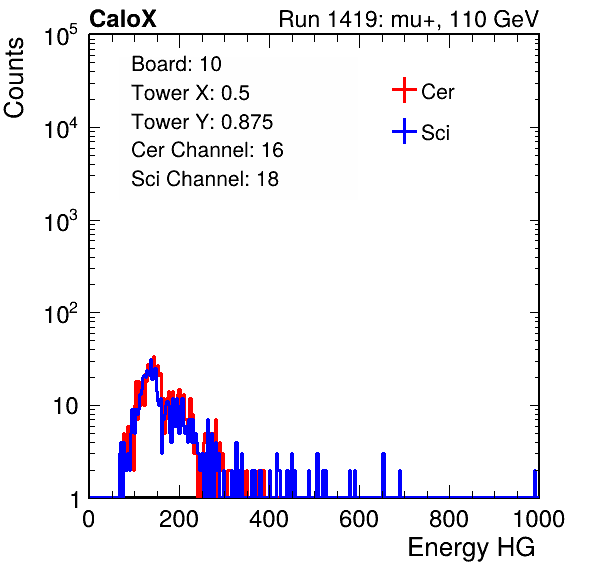 CaloX Run 1419: mu+, 110 GeV
Counts
Board: 10
Tower X: 0.5
Tower Y: 0.875
Cer Channel: 16
Sci Channel: 18
Cer
Sci
10^5
10^4
10^3
10^2
10
1
0 200 400 600 800 1000
Energy HG